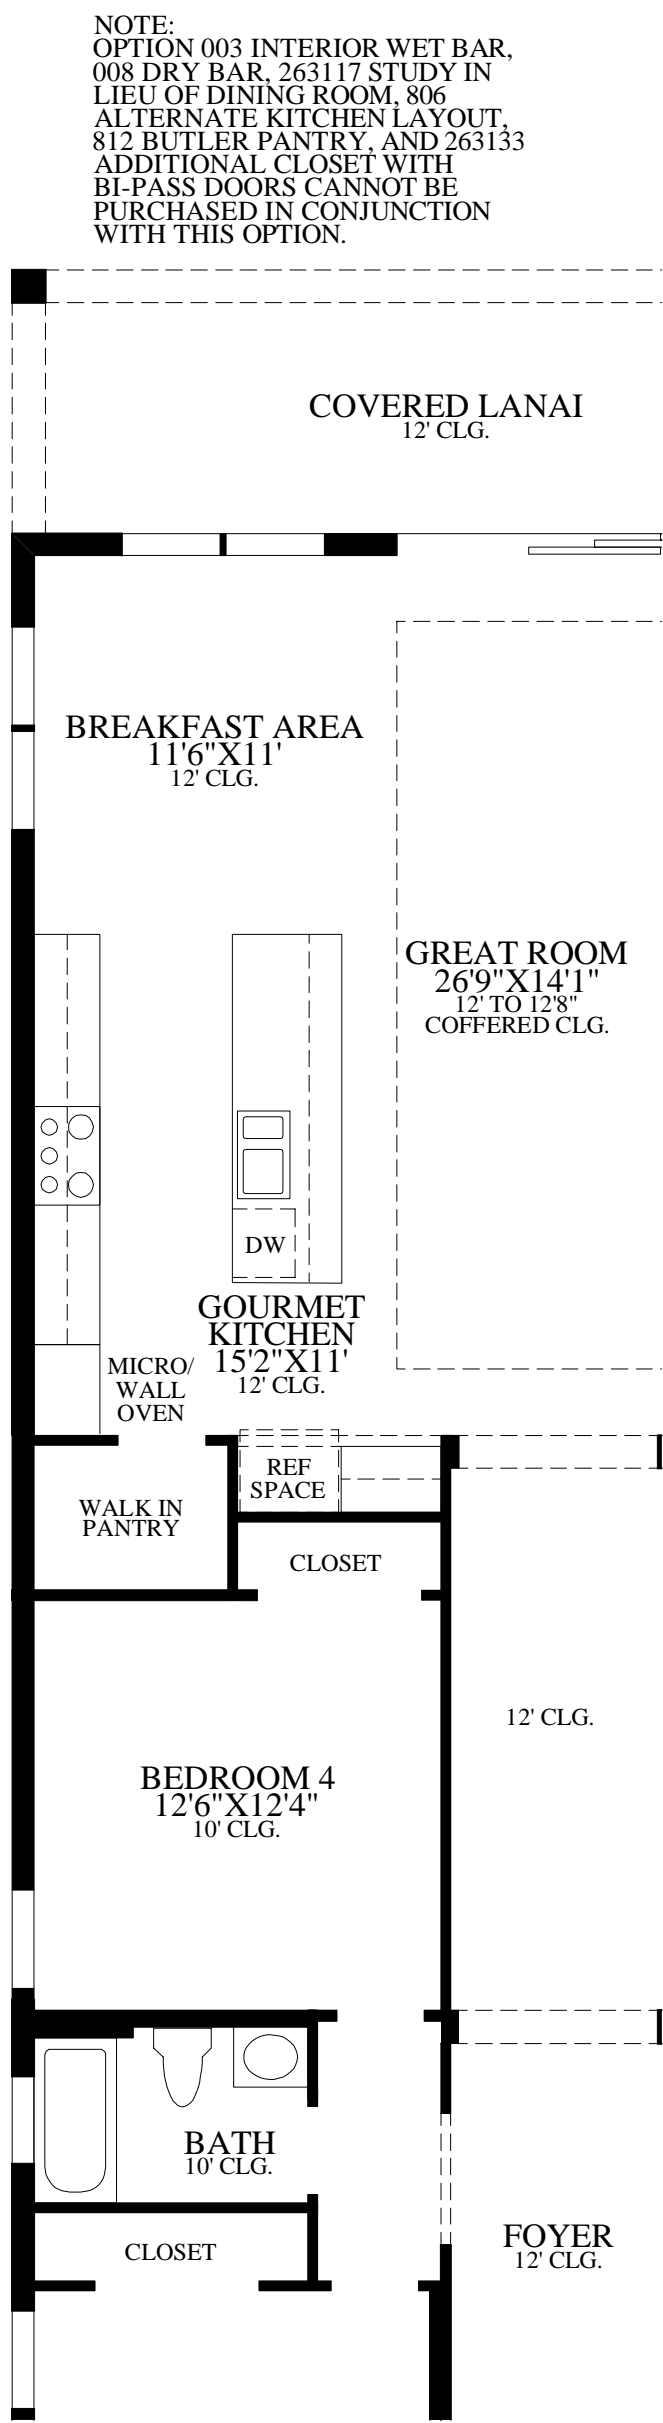 NOTE:
OPTION 003 INTERIOR WET BAR,
008 DRY BAR, 263117 STUDY IN
LIEU OF DINING ROOM, 806
ALTERNATE KITCHEN LAYOUT,
812 BUTLER PANTRY, AND 263133
ADDITIONAL CLOSET WITH
BI-PASS DOORS CANNOT BE
PURCHASED IN CONJUNCTION
WITH THIS OPTION.
COVERED LANAI
12' CLG.
BREAKFAST AREA
11'6"X11'
12' CLG.
GREAT ROOM
26'9"X14'1"
12' TO 12'8"
COFFERED CLG.
DW
GOURMET
KITCHEN
15'2"X11'
12' CLG.
MICRO/
WALL
OVEN
REF
SPACE
WALK IN
PANTRY
CLOSET
12' CLG.
BEDROOM 4
12'6"X12'4"
10' CLG.
BATH
10' CLG.
FOYER
12' CLG.
CLOSET